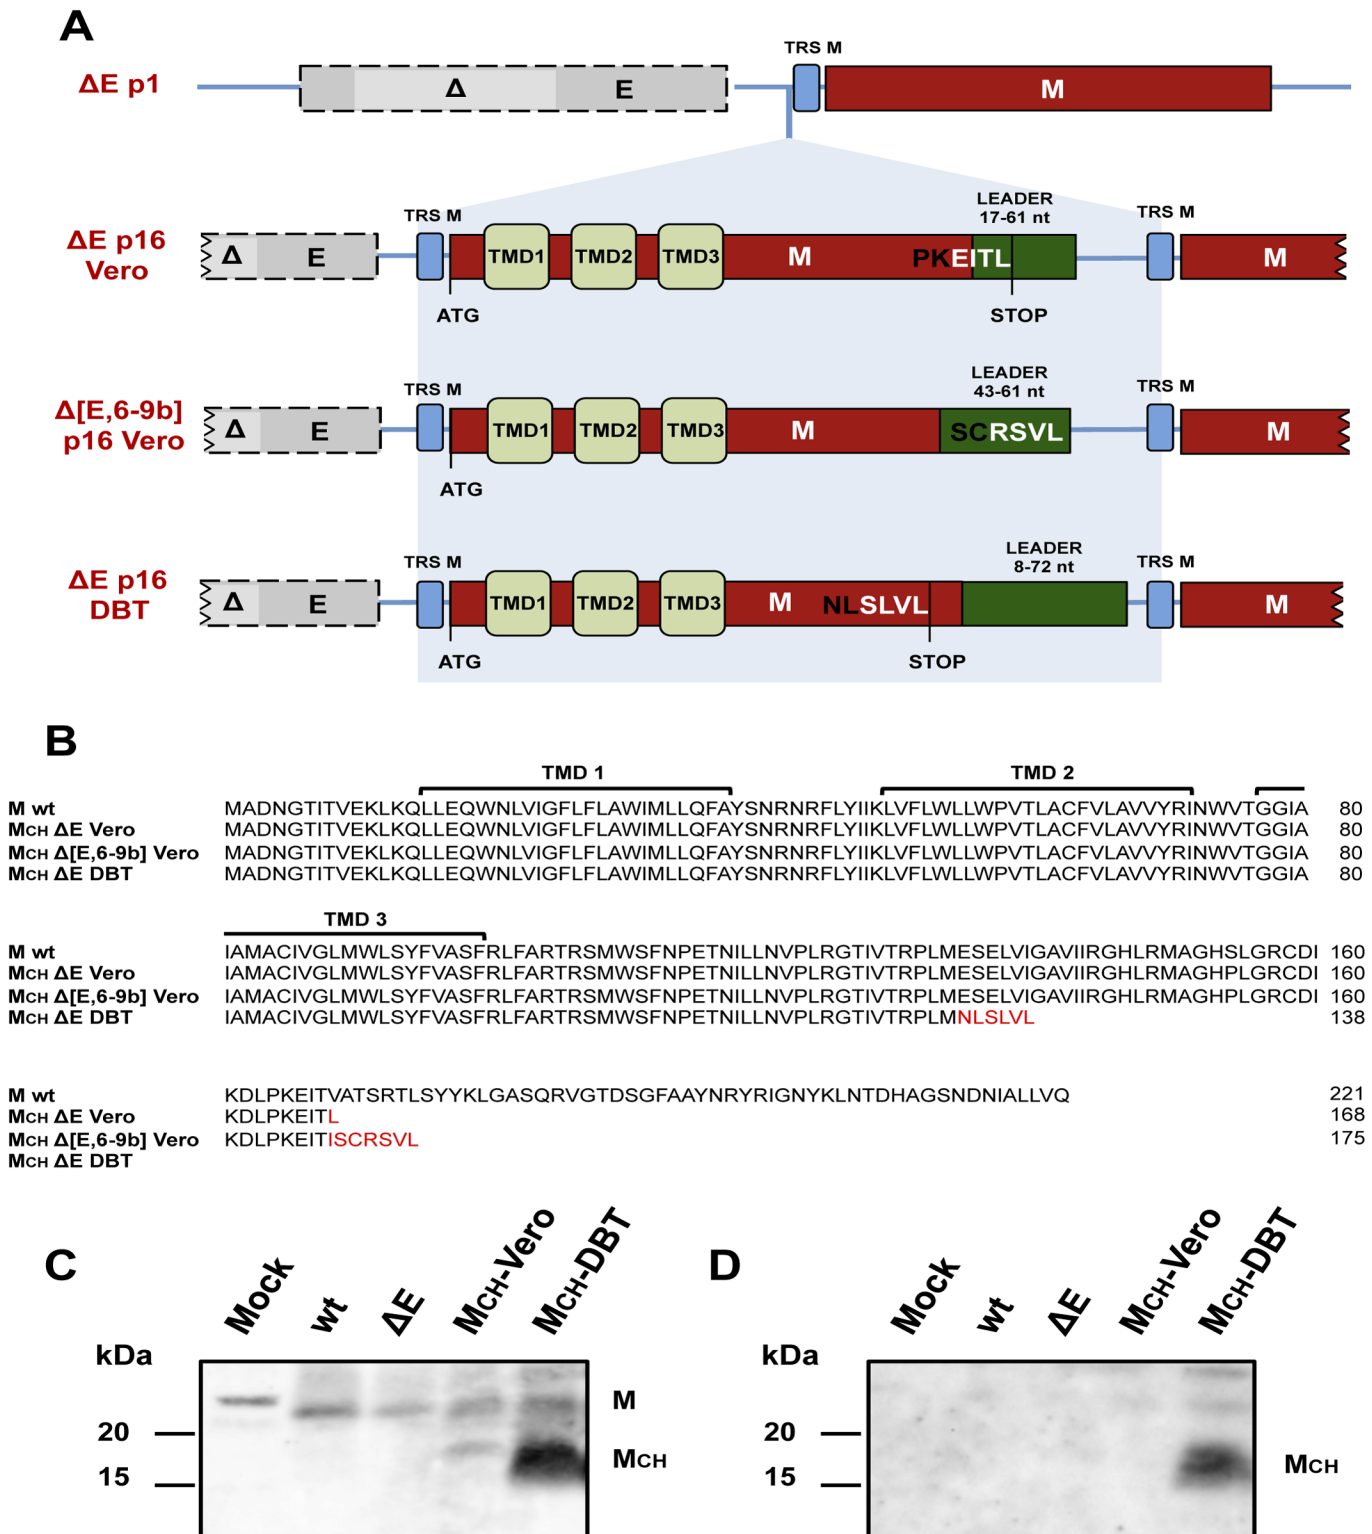 A
TRS M
ΔE p1
Δ E M
LEADER
17-61 nt
TRS M TRS M
ΔE p16
Vero
Δ E TMD1 TMD2 TMD3 M PKEITL M
ATG STOP
LEADER
43-61 nt
TRS M TRS M
Δ[E,6-9b]
p16 Vero
Δ E TMD1 TMD2 TMD3 M SCRSVL M
ATG
LEADER
8-72 nt
TRS M TRS M
ΔE p16
DBT
Δ E TMD1 TMD2 TMD3 M NLSLVL M
ATG STOP
B
TMD 1 TMD 2
M wt MADNGTITVEKLKQLLEQWNLVIGFLFLAWIMLLQFAYSNRNRFLYIIKLVFLWLLWPVTLACFVLAVVYRINWVTGGIA 80
MCH ΔE Vero MADNGTITVEKLKQLLEQWNLVIGFLFLAWIMLLQFAYSNRNRFLYIIKLVFLWLLWPVTLACFVLAVVYRINWVTGGIA 80
MCH Δ[E,6-9b] Vero MADNGTITVEKLKQLLEQWNLVIGFLFLAWIMLLQFAYSNRNRFLYIIKLVFLWLLWPVTLACFVLAVVYRINWVTGGIA 80
MCH ΔE DBT MADNGTITVEKLKQLLEQWNLVIGFLFLAWIMLLQFAYSNRNRFLYIIKLVFLWLLWPVTLACFVLAVVYRINWVTGGIA 80
TMD 3
M wt IAMACIVGLMWLSYFVASFRLFARTRSMWSFNPETNILLNVPLRGTIVTRPLMESELVIGAVIIRGHLRMAGHSLGRCDI 160
MCH ΔE Vero IAMACIVGLMWLSYFVASFRLFARTRSMWSFNPETNILLNVPLRGTIVTRPLMESELVIGAVIIRGHLRMAGHPLGRCDI 160
MCH Δ[E,6-9b] Vero IAMACIVGLMWLSYFVASFRLFARTRSMWSFNPETNILLNVPLRGTIVTRPLMESELVIGAVIIRGHLRMAGHPLGRCDI 160
MCH ΔE DBT IAMACIVGLMWLSYFVASFRLFARTRSMWSFNPETNILLNVPLRGTIVTRPLMNLSLVL 138
M wt KDLPKEITVATSRTLSYYKLGASQRVGTDSGFAAYNRYRIGNYKLNTDHAGSNDNIALLVQ 221
MCH ΔE Vero KDLPKEITL 168
MCH Δ[E,6-9b] Vero KDLPKEITISCRSVL 175
MCH ΔE DBT
C
Mock wt ΔE MCH-Vero MCH-DBT
kDa
M
20
MCH
15
D
Mock wt ΔE MCH-Vero MCH-DBT
kDa
20
MCH
15